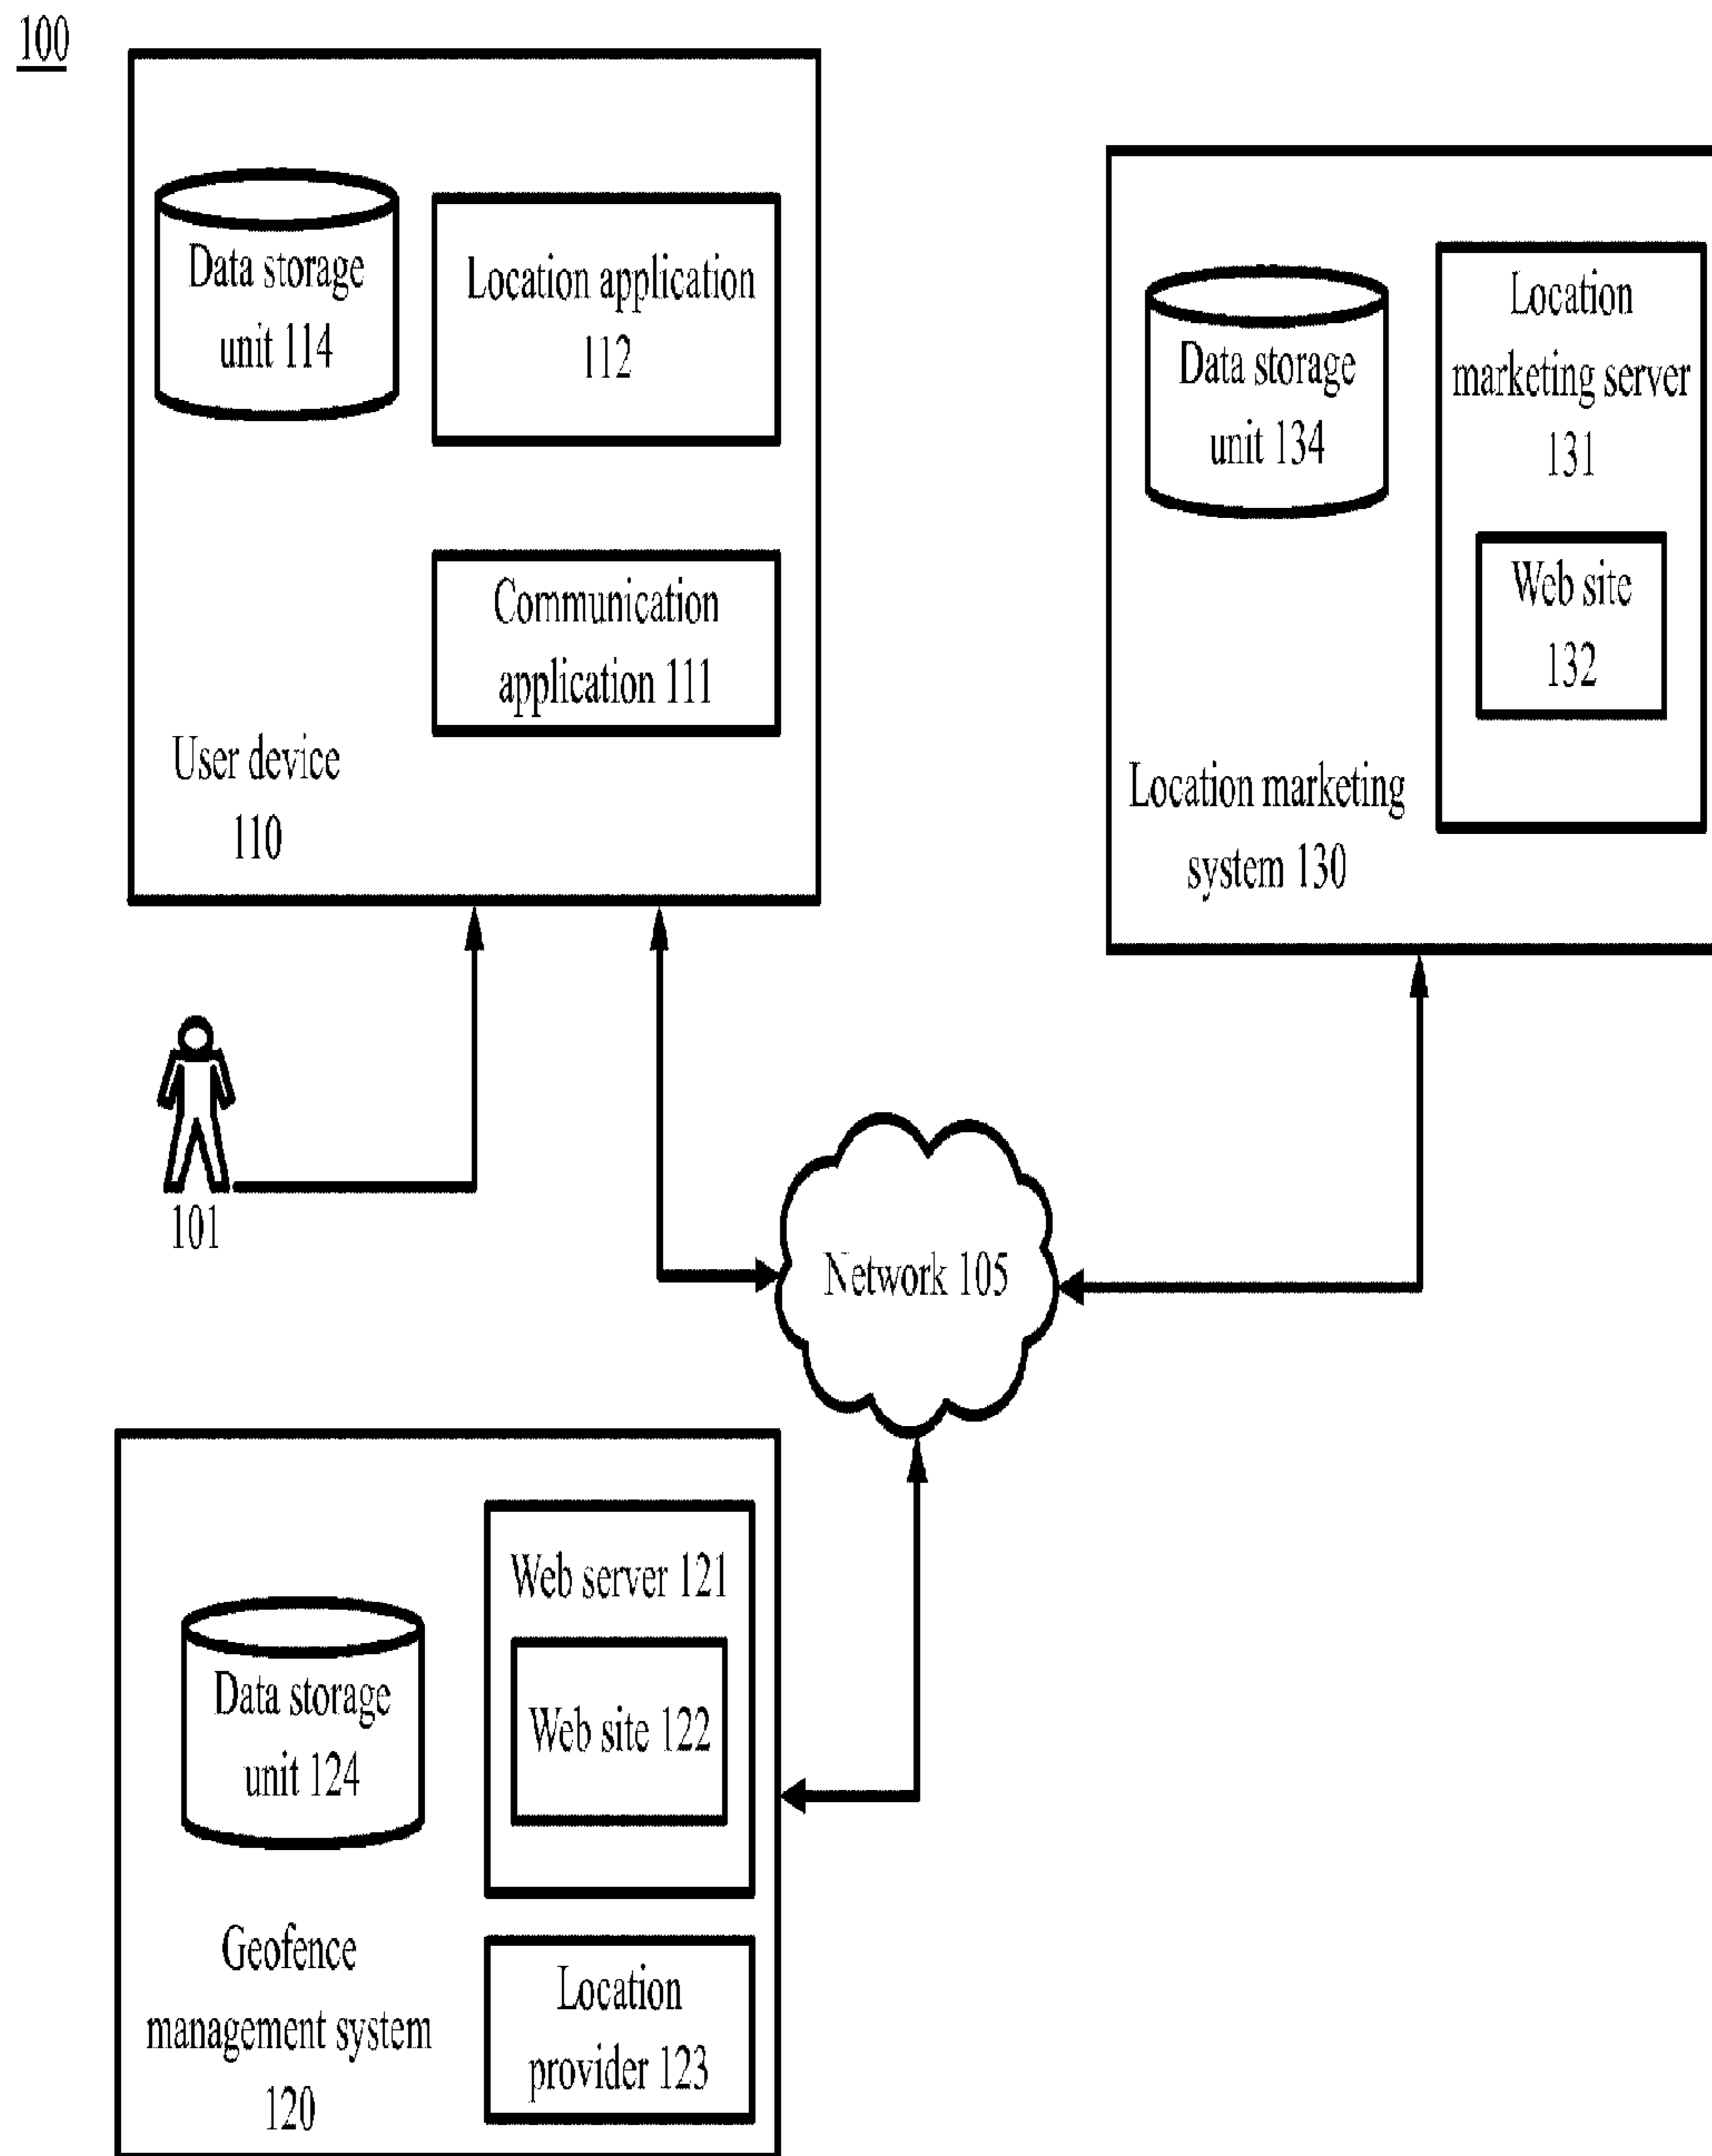 100
Data storage
unit 114
Location application
112
Communication
application 111
User device
110
Data storage
unit 134
Location
marketing server
131
Web site
132
Location marketing
system 130
101
Network 105
Web server 121
Web site 122
Data storage
unit 124
Geofence
management system
120
Location
provider 123